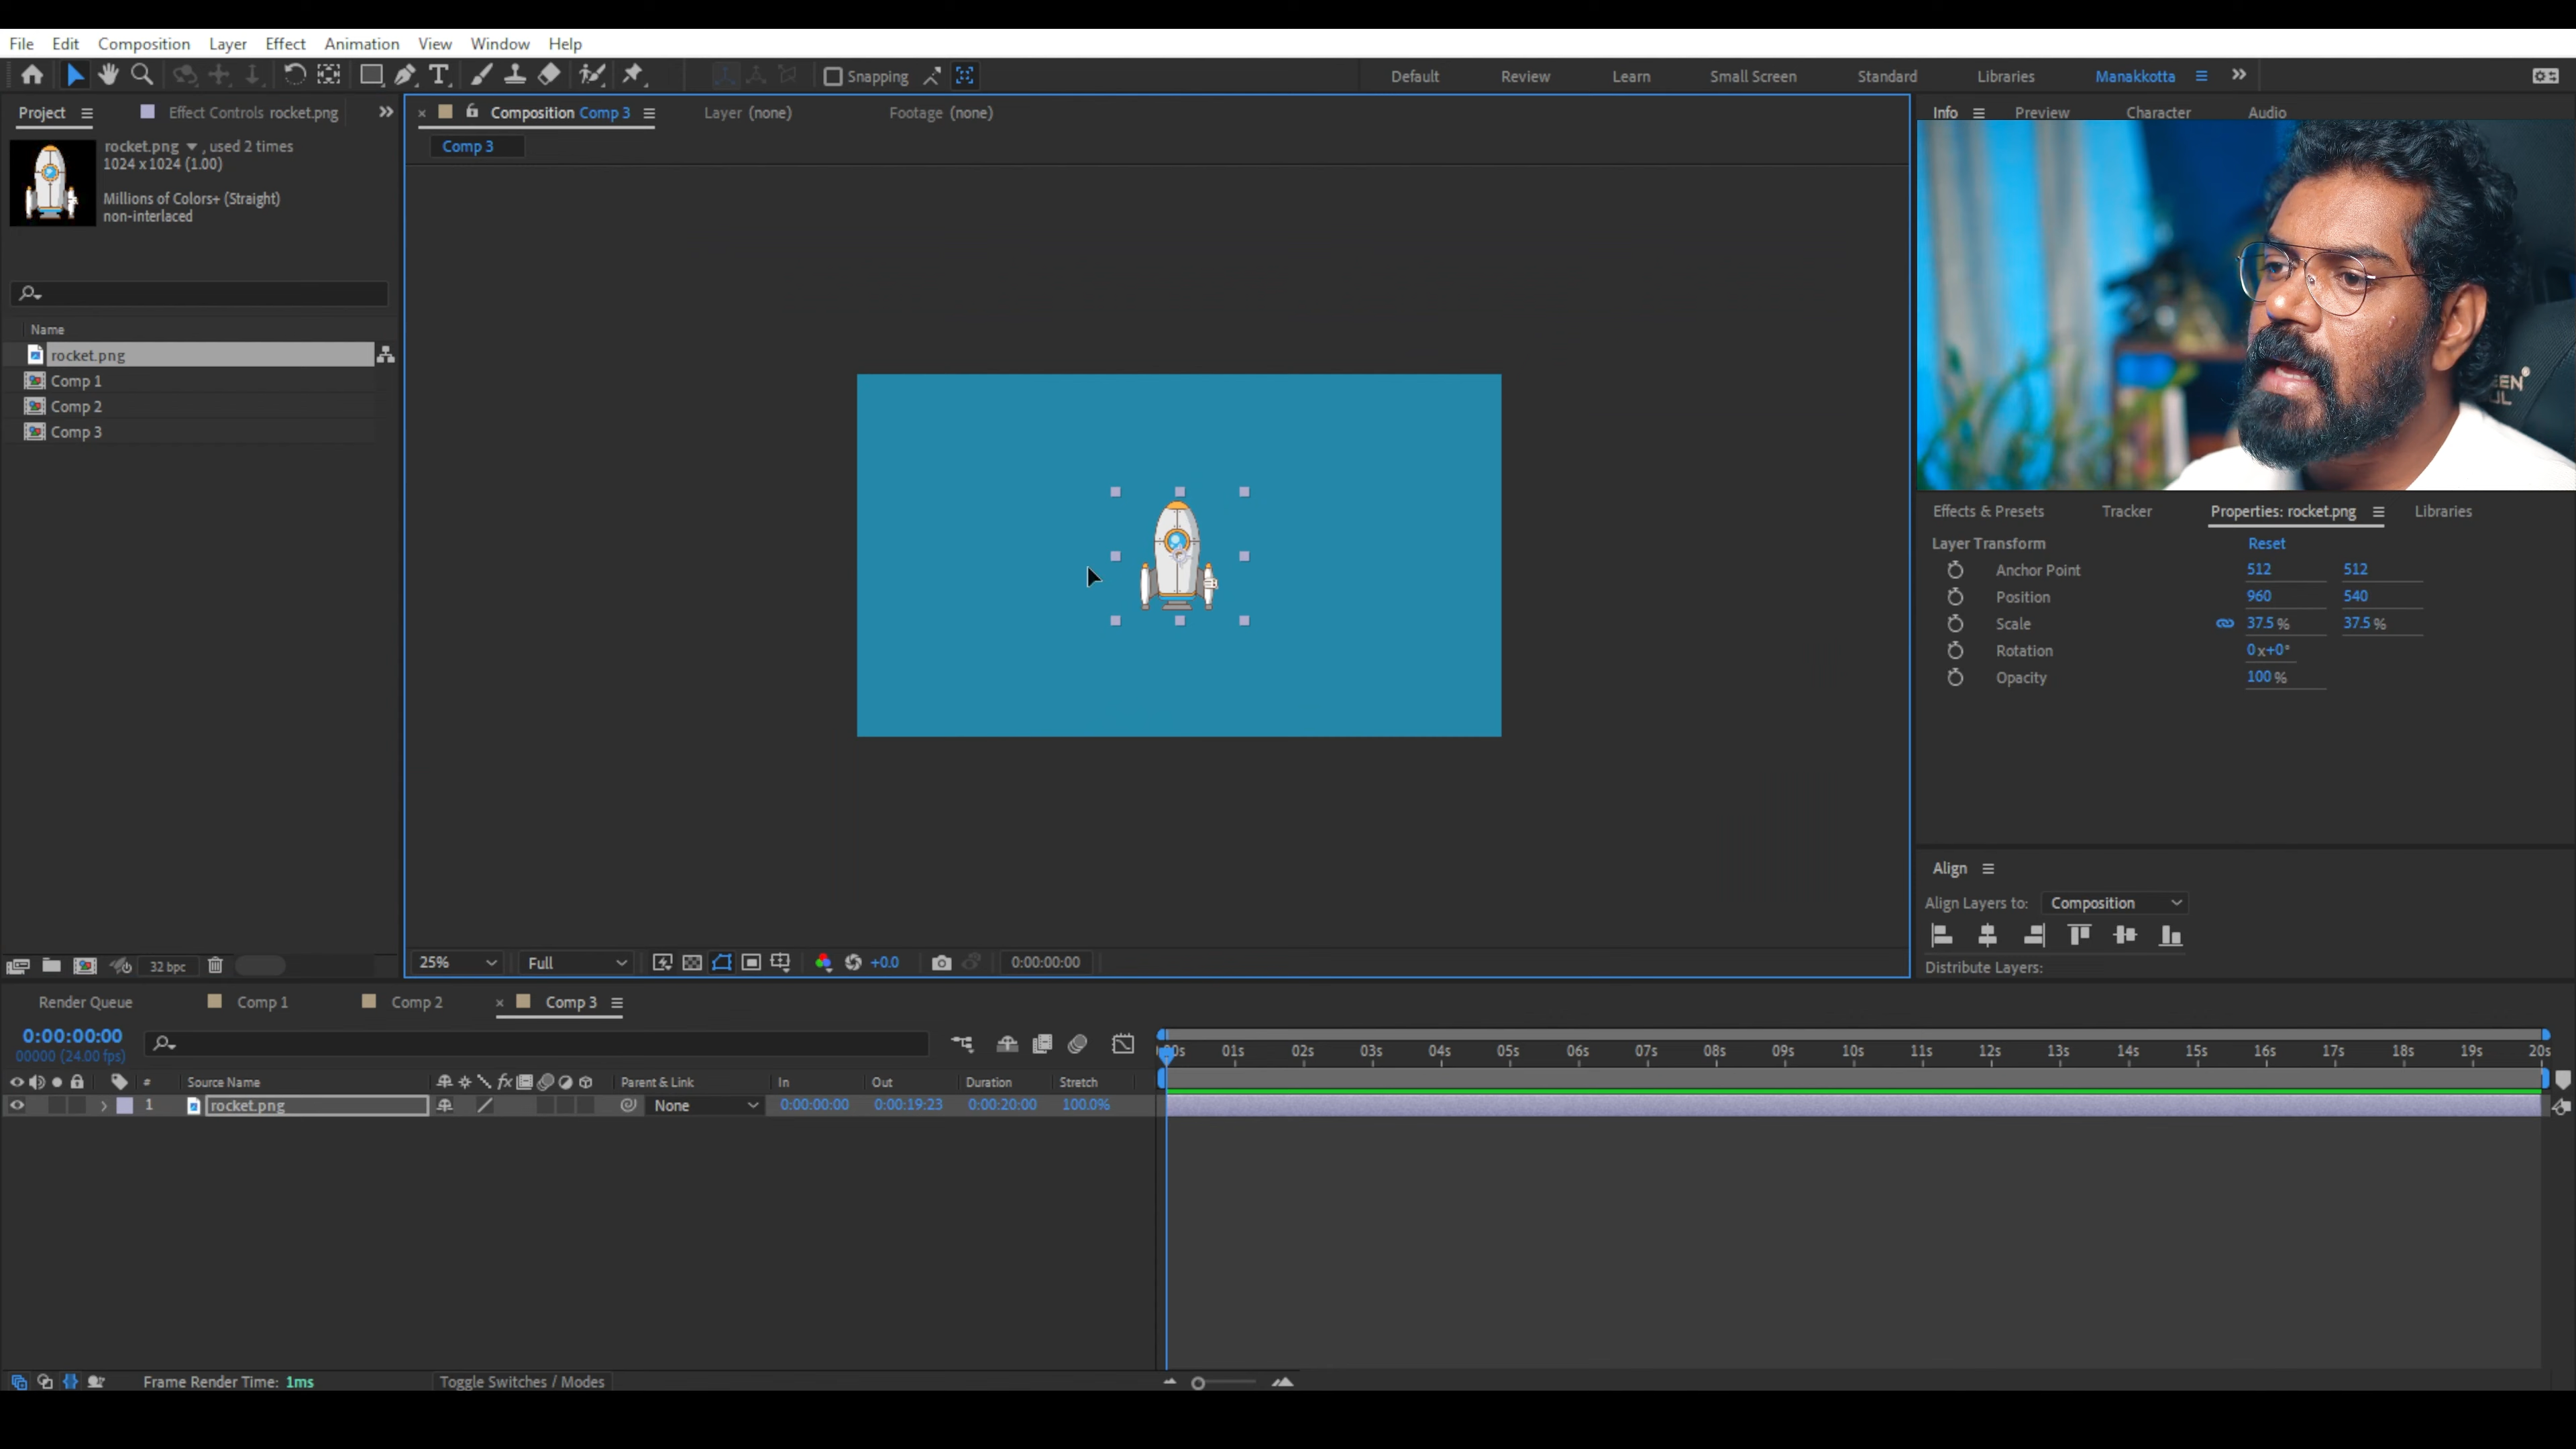 File Edit Composition Layer Effect Animation View Window Help
Snapping Default Review Learn Small Screen Standard Libraries Manakkotta
Project Effect Controls rocket.png
rocket.png , used 2 times
1024 x 1024 (1.00)
Millions of Colors+ (Straight)
non-interlaced
Name
rocket.png
Comp 1
Comp 2
Comp 3
32 bpc
Composition Comp 3 Layer (none) Footage (none)
Comp 3
25% Full +0.0 0:00:00:00
Info Preview Character Audio
EEN®
UL
Effects & Presets Tracker Properties: rocket.png Libraries
Layer Transform Reset
Anchor Point 512 512
Position 960 540
Scale 37.5 % 37.5 %
Rotation 0x+0°
Opacity 100 %
Align
Align Layers to: Composition
Distribute Layers:
Render Queue Comp 1 Comp 2 Comp 3
0:00:00:00
00000 (24.00 fps)
# Source Name fx Parent & Link In Out Duration Stretch
1 rocket.png None 0:00:00:00 0:00:19:23 0:00:20:00 100.0%
00s 01s 02s 03s 04s 05s 06s 07s 08s 09s 10s 11s 12s 13s 14s 15s 16s 17s 18s 19s 20s
Frame Render Time: 1ms Toggle Switches / Modes